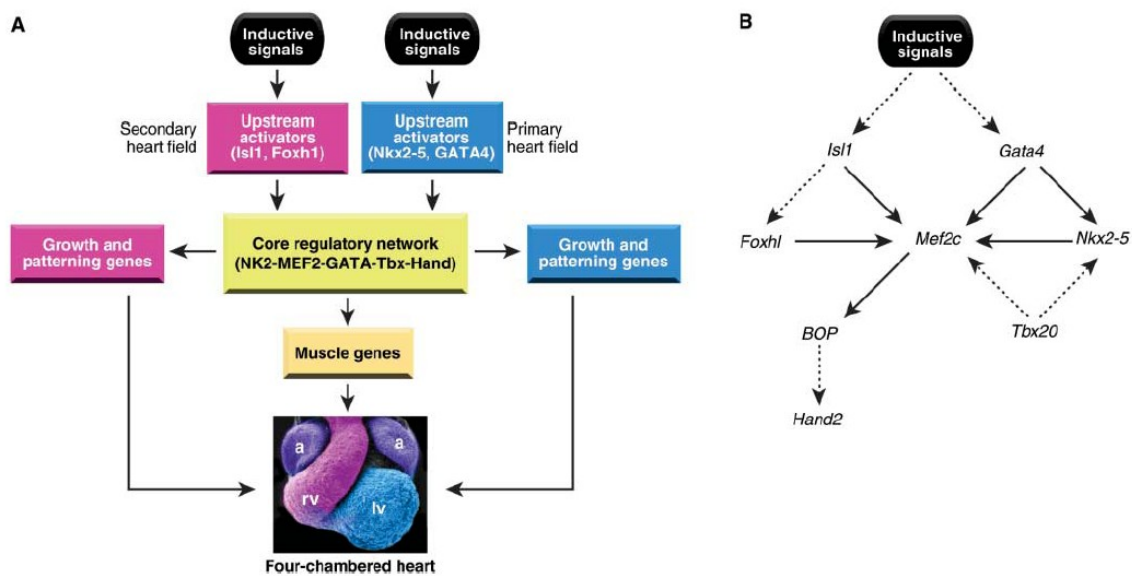 A
Inductive
signals
Inductive
signals
Secondary
heart field
Upstream
activators
(Isl1, Foxh1)
Upstream
activators
(Nkx2-5, GATA4)
Primary
heart field
Growth and
patterning genes
Core regulatory network
(NK2-MEF2-GATA-Tbx-Hand)
Growth and
patterning genes
Muscle genes
a
a
rv
lv
Four-chambered heart
B
Inductive
signals
Isl1
Gata4
Foxhl
Mef2c
Nkx2-5
BOP
Tbx20
Hand2